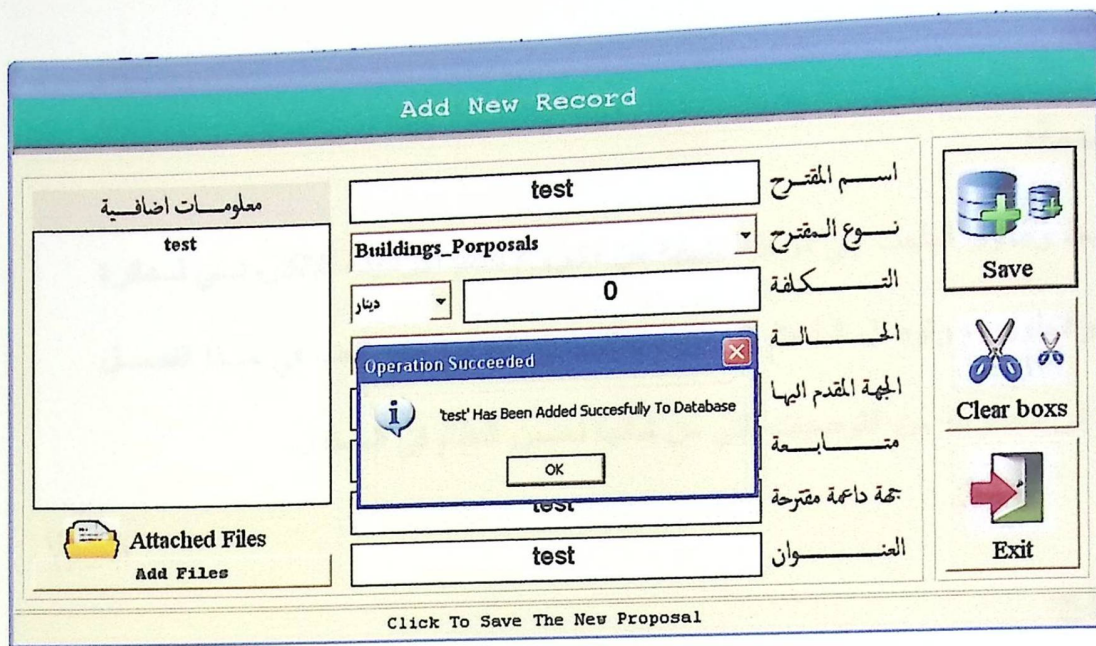 Add New Record
معلومات اضافية
test
Attached Files
Add Files
test
اسم المقترح
Buildings_Porposals
نوع المقترح
دينار
0
التكلفة
الحالة
الجهة المقدم اليها
متابعة
Operation Succeeded
'test' Has Been Added Succesfully To Database
OK
test
جهة داعمة مقترحة
test
العنوان
Save
Clear boxs
Exit
Click To Save The New Proposal